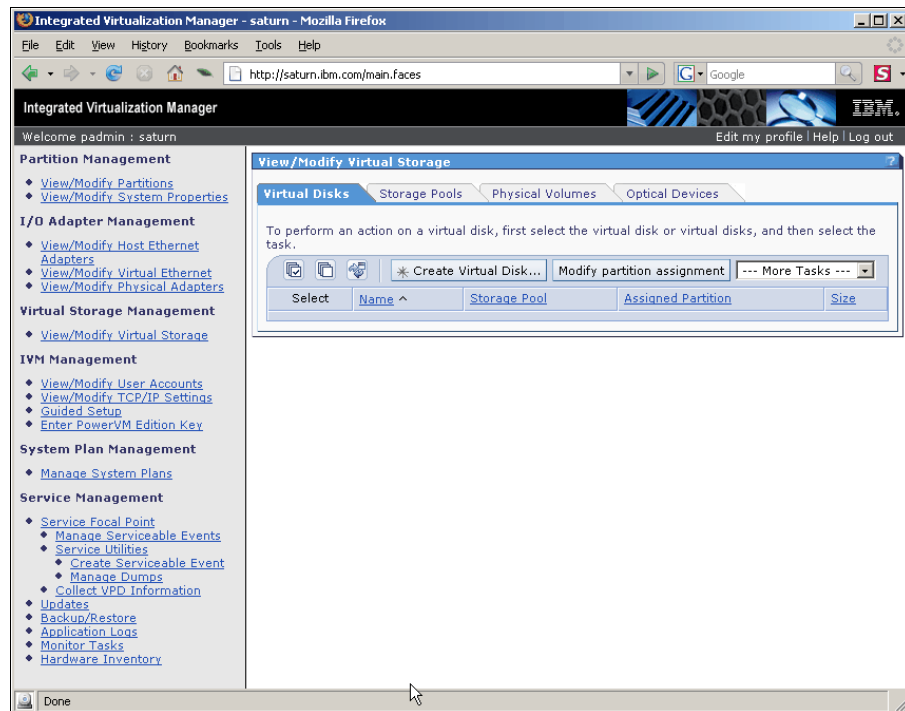 Integrated Virtualization Manager - saturn - Mozilla Firefox
File Edit View History Bookmarks Tools Help
http://saturn.ibm.com/main.faces
G Google
S
Integrated Virtualization Manager
IBM.
Welcome padmin : saturn
Edit my profile | Help | Log out
Partition Management
View/Modify Partitions
View/Modify System Properties
I/O Adapter Management
View/Modify Host Ethernet
Adapters
View/Modify Virtual Ethernet
View/Modify Physical Adapters
Virtual Storage Management
View/Modify Virtual Storage
IVM Management
View/Modify User Accounts
View/Modify TCP/IP Settings
Guided Setup
Enter PowerVM Edition Key
System Plan Management
Manage System Plans
Service Management
Service Focal Point
Manage Serviceable Events
Service Utilities
Create Serviceable Event
Manage Dumps
Collect VPD Information
Updates
Backup/Restore
Application Logs
Monitor Tasks
Hardware Inventory
View/Modify Virtual Storage
?
Virtual Disks Storage Pools Physical Volumes Optical Devices
To perform an action on a virtual disk, first select the virtual disk or virtual disks, and then select the
task.
Create Virtual Disk... Modify partition assignment --- More Tasks ---
Select Name ^ Storage Pool Assigned Partition Size
Done